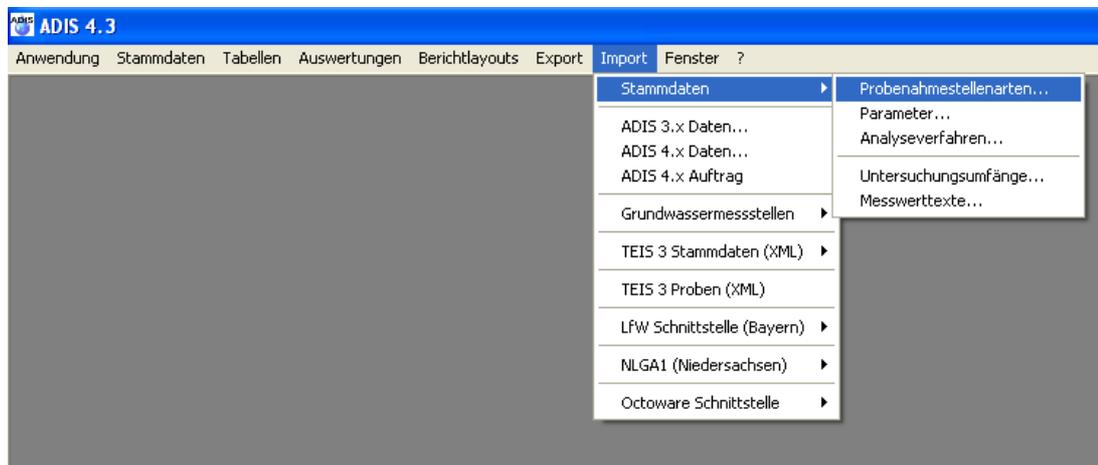 ADIS
ADIS 4.3
Anwendung Stammdaten Tabellen Auswertungen Berichtlayouts Export Import Fenster ?
Stammdaten
ADIS 3.x Daten...
ADIS 4.x Daten...
ADIS 4.x Auftrag
Grundwassermessstellen
TEIS 3 Stammdaten (XML)
TEIS 3 Proben (XML)
LfW Schnittstelle (Bayern)
NLGA1 (Niedersachsen)
Octoware Schnittstelle
Probenahmestellenarten...
Parameter...
Analyseverfahren...
Untersuchungsumfänge...
Messwerttexte...